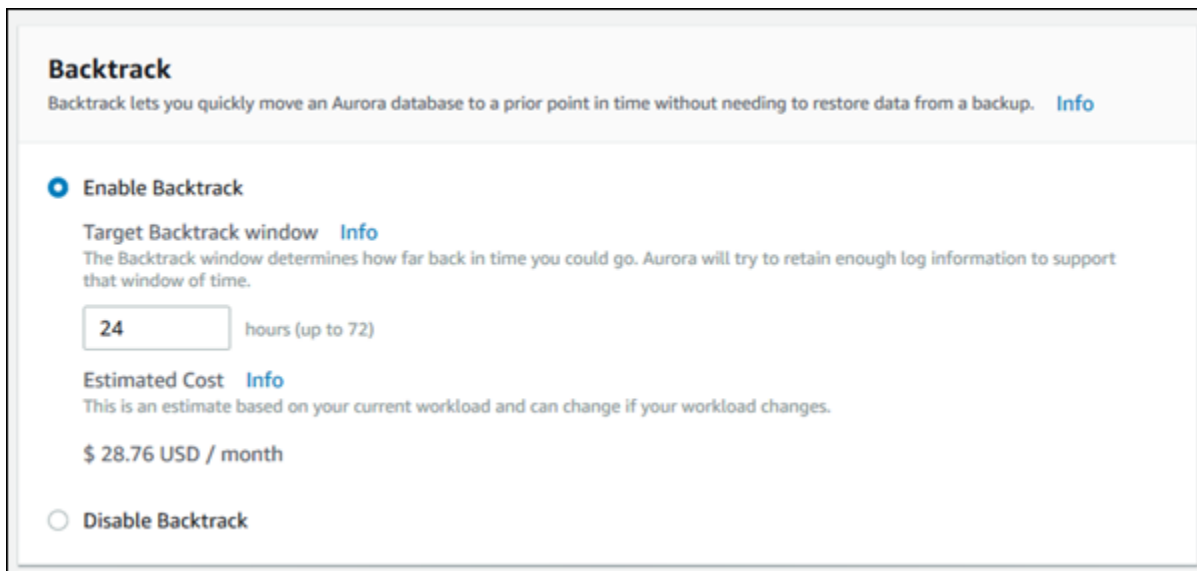 Backtrack
Backtrack lets you quickly move an Aurora database to a prior point in time without needing to restore data from a backup. Info
Enable Backtrack
Target Backtrack window Info
The Backtrack window determines how far back in time you could go. Aurora will try to retain enough log information to support
that window of time.
24 hours (up to 72)
Estimated Cost Info
This is an estimate based on your current workload and can change if your workload changes.
$ 28.76 USD / month
Disable Backtrack